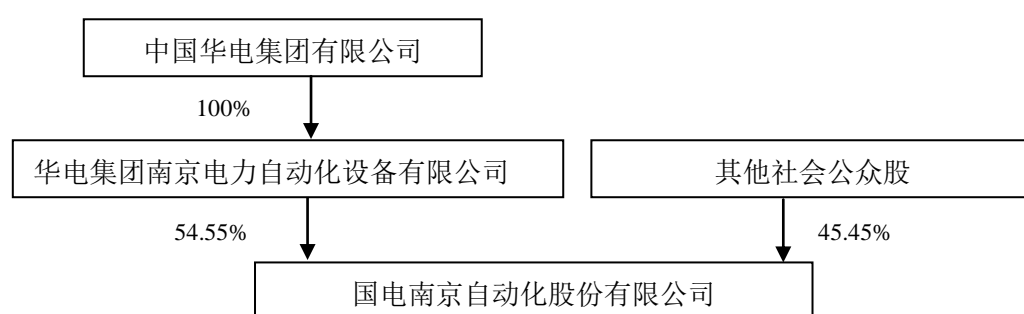 中国华电集团有限公司
100%
华电集团南京电力自动化设备有限公司
其他社会公众股
54.55%
45.45%
国电南京自动化股份有限公司